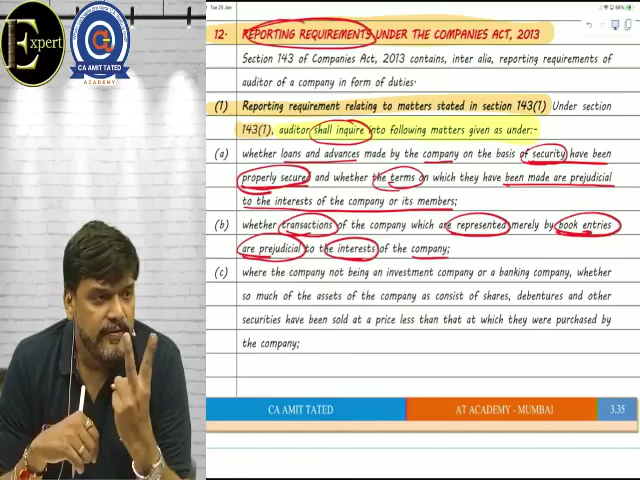 Tue 25 Jun
66%
Expert
CA AMIT TATED
ACADEMY
12. REPORTING REQUIREMENTS UNDER THE COMPANIES ACT, 2013
Section 143 of Companies Act, 2013 contains, inter alia, reporting requirements of
auditor of a company in form of duties.
(1) Reporting requirement relating to matters stated in section 143(1) Under section
143(1), auditor shall inquire into following matters given as under:-
(a) whether loans and advances made by the company on the basis of security have been
properly secured and whether the terms on which they have been made are prejudicial
to the interests of the company or its members;
(b) whether transactions of the company which are represented merely by book entries
are prejudicial to the interests of the company;
(c) where the company not being an investment company or a banking company, whether
so much of the assets of the company as consist of shares, debentures and other
securities have been sold at a price less than that at which they were purchased by
the company;
CA AMIT TATED
AT ACADEMY - MUMBAI
3.35